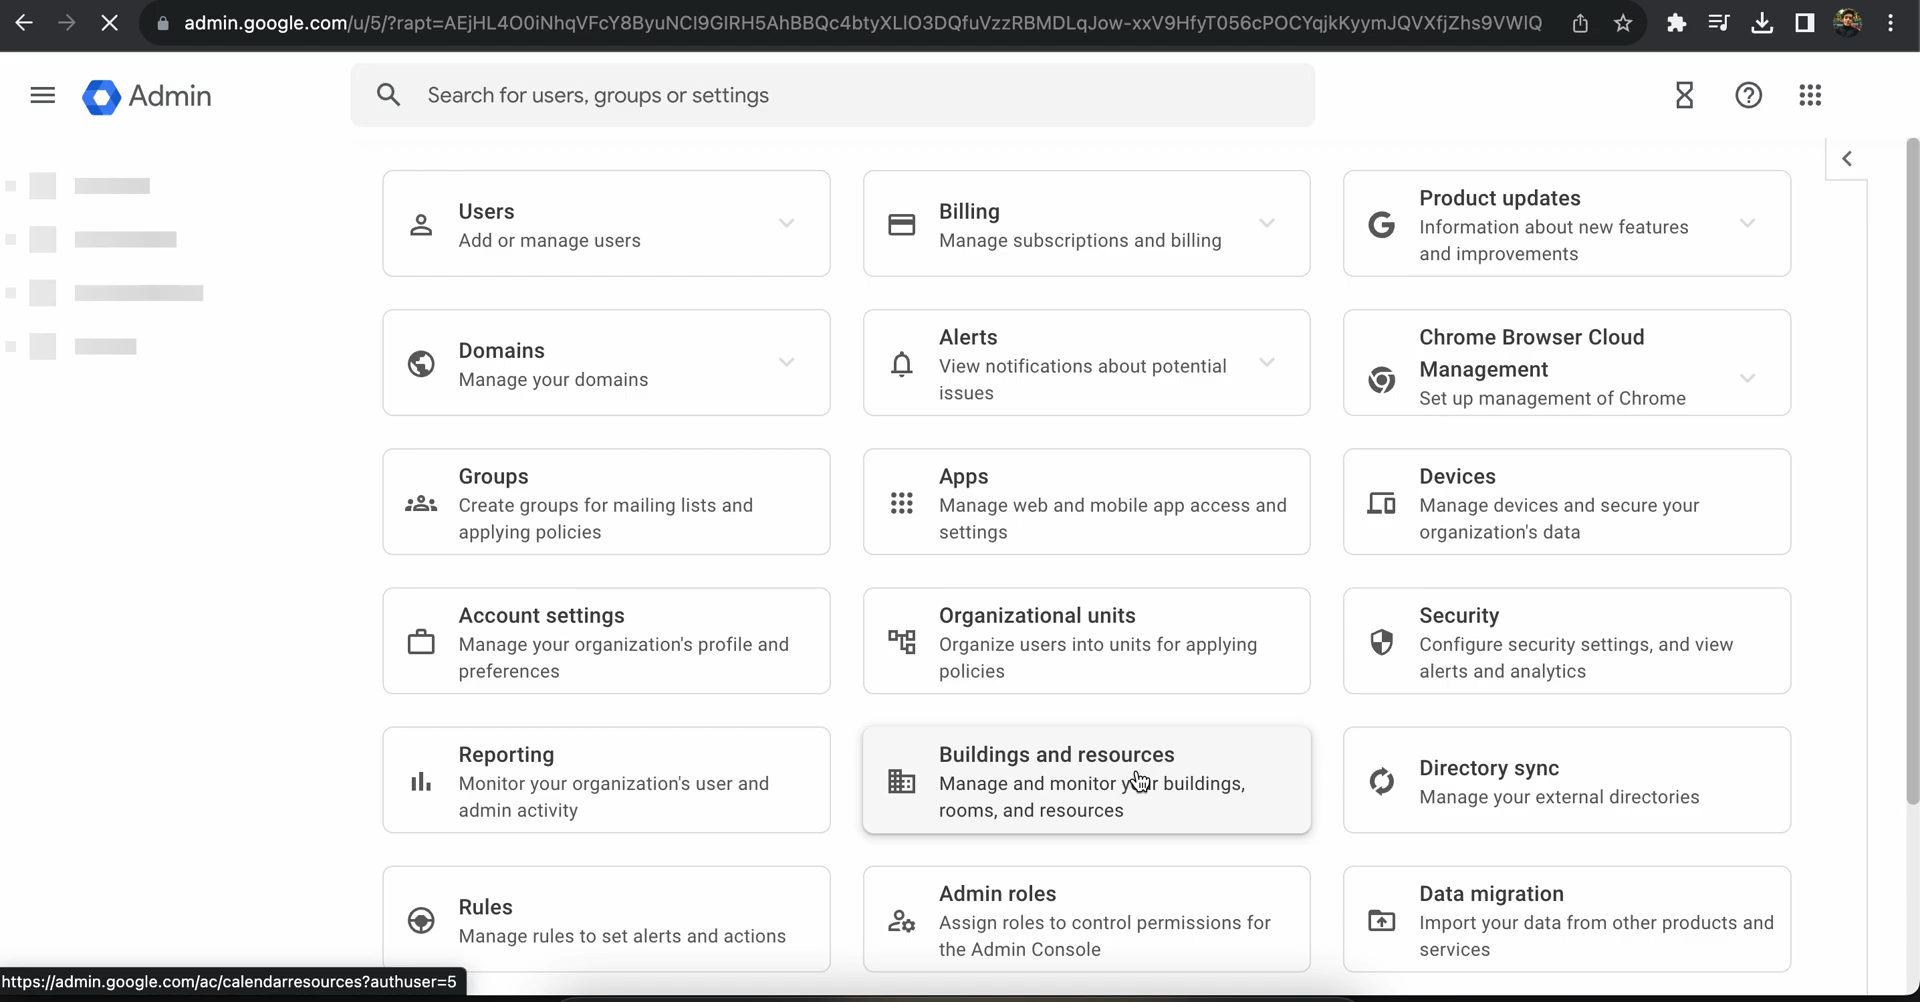 admin.google.com/u/5/?rapt=AEjHL4O0iNhqVFcY8ByuNCl9GlRH5AhBBQc4btyXLlO3DQfuVzzRBMDLqJow-xxV9HfyT056cPOCYqjkKyymJQVXfjZhs9VWlQ
Admin
Search for users, groups or settings
Users
Add or manage users
Billing
Manage subscriptions and billing
Product updates
Information about new features
and improvements
Domains
Manage your domains
Alerts
View notifications about potential
issues
Chrome Browser Cloud
Management
Set up management of Chrome
Groups
Create groups for mailing lists and
applying policies
Apps
Manage web and mobile app access and
settings
Devices
Manage devices and secure your
organization's data
Account settings
Manage your organization's profile and
preferences
Organizational units
Organize users into units for applying
policies
Security
Configure security settings, and view
alerts and analytics
Reporting
Monitor your organization's user and
admin activity
Buildings and resources
Manage and monitor your buildings,
rooms, and resources
Directory sync
Manage your external directories
Rules
Manage rules to set alerts and actions
Admin roles
Assign roles to control permissions for
the Admin Console
Data migration
Import your data from other products and
services
https://admin.google.com/ac/calendarresources?authuser=5